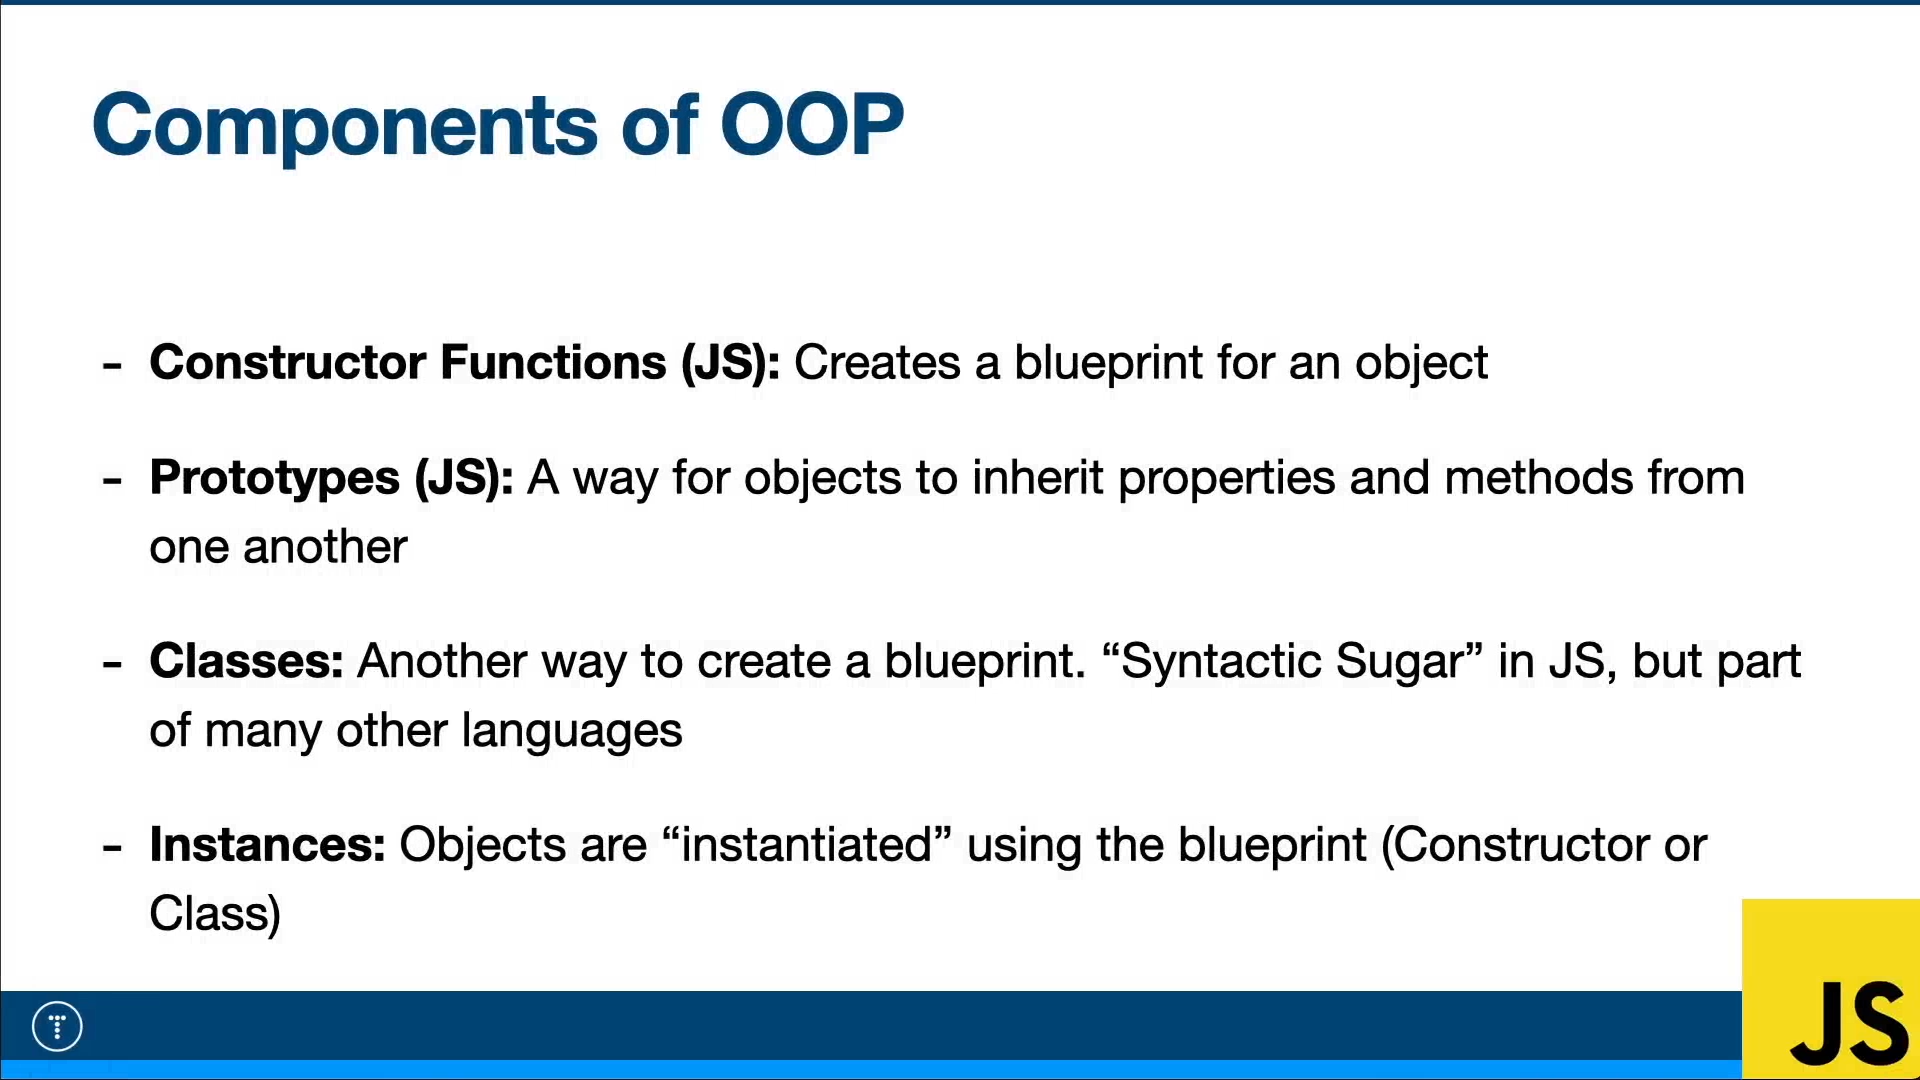 Components of OOP
- Constructor Functions (JS): Creates a blueprint for an object
- Prototypes (JS): A way for objects to inherit properties and methods from
one another
- Classes: Another way to create a blueprint. “Syntactic Sugar” in JS, but part
of many other languages
- Instances: Objects are “instantiated” using the blueprint (Constructor or
Class)
T
JS